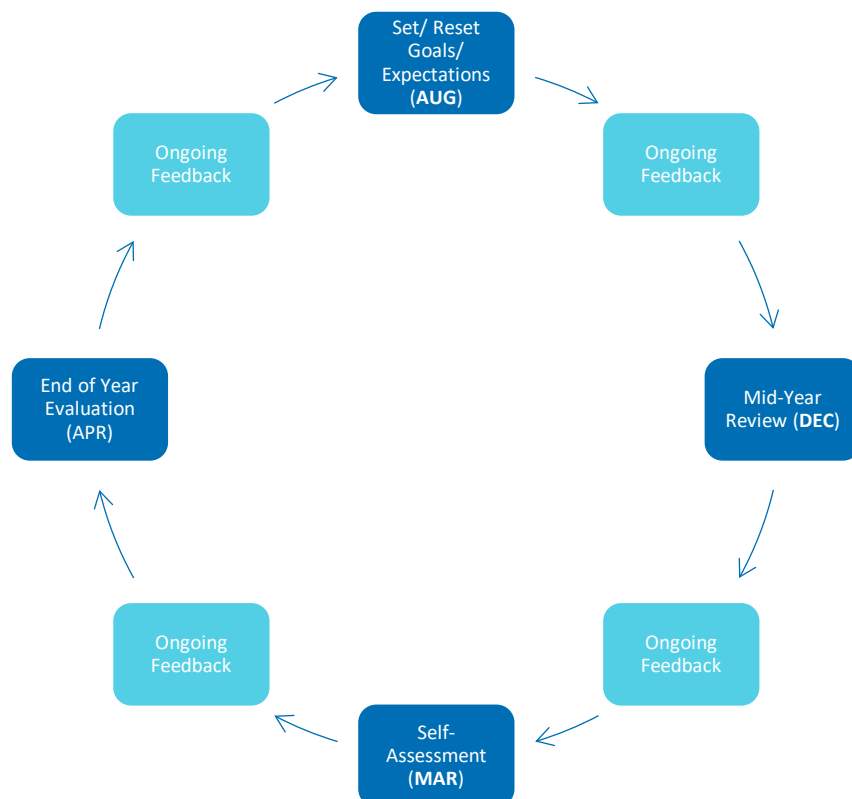 Set/ Reset
Goals/
Expectations
(AUG)
Ongoing
Feedback
Ongoing
Feedback
End of Year
Evaluation
(APR)
Mid-Year
Review (DEC)
Ongoing
Feedback
Ongoing
Feedback
Self-
Assessment
(MAR)